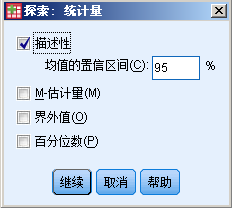 探索: 统计量
描述性
均值的置信区间(C): 95 %
M-估计量(M)
界外值(O)
百分位数(P)
继续 取消 帮助